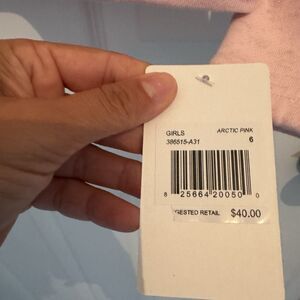 GIRLS ARCTIC PINK
386515-A31 6
8 25664 20050 0
GESTED RETAIL $40.00